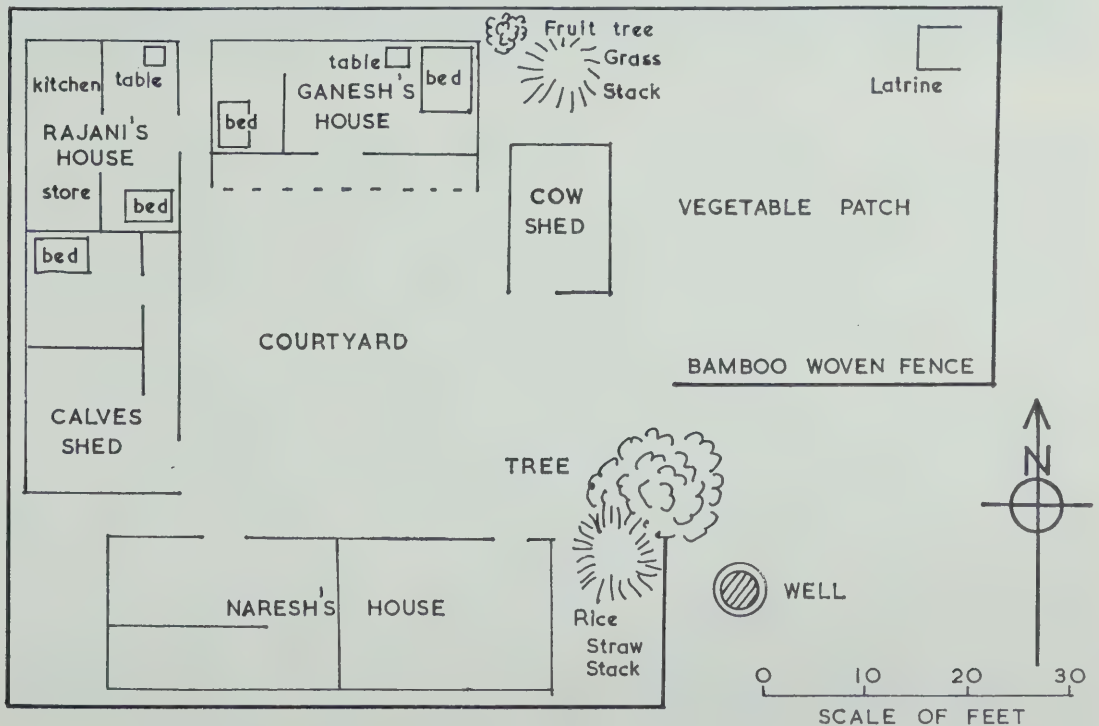 Fruit tree
Grass
Stack
Latrine
kitchen
table
RAJANI'S
HOUSE
store
bed
bed
table
bed
GANESH'S
HOUSE
bed
COW
SHED
VEGETABLE PATCH
COURTYARD
BAMBOO WOVEN FENCE
CALVES
SHED
TREE
N
NARESH'S HOUSE
Rice
Straw
Stack
WELL
0 10 20 30
SCALE OF FEET